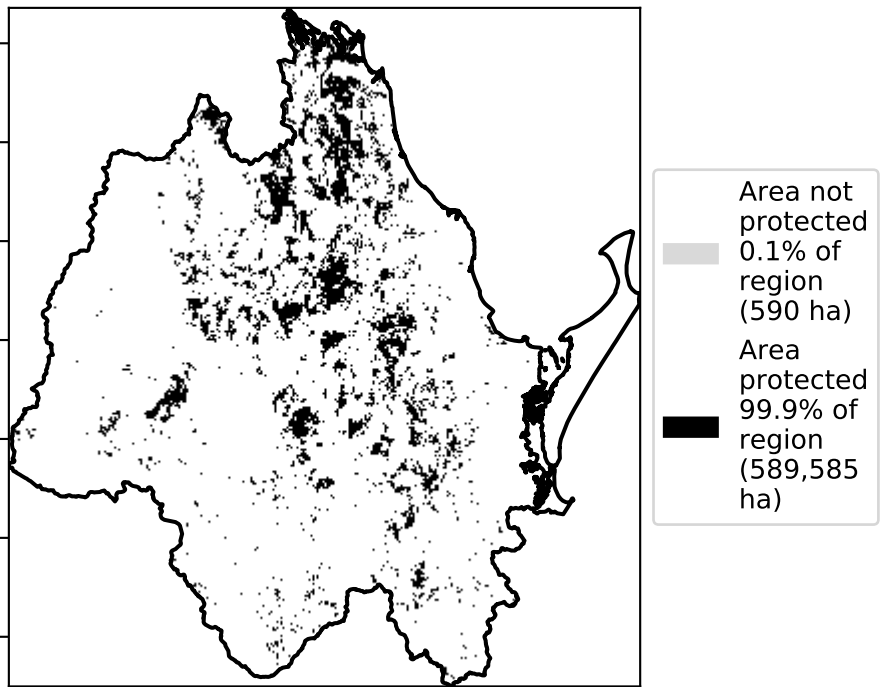 Area not
protected
0.1% of
region
(590 ha)
Area
protected
99.9% of
region
(589,585
ha)